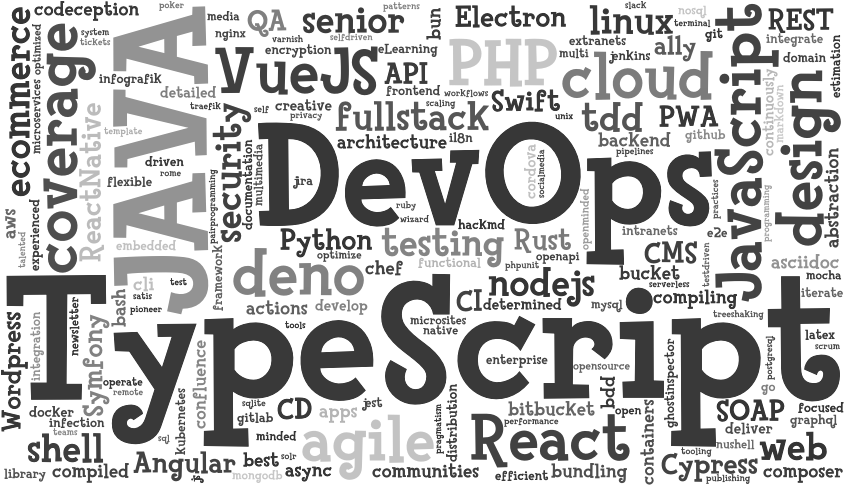 codeception
poker
media
QA
senior
patterns
bun
Electron
slack
linux
nosql
terminal
git
REST
ecommerce
microservices
optimized
coverage
system
tickets
JAVA
nginx
varnish
selfdriven
encryption
eLearning
extranets
multi
jenkins
ally
JavaScript
integrate
domain
estimation
infografik
VueJS
API
PHP
cloud
detailed
traefik
self
creative
privacy
frontend
workflows
scaling
Swift
unix
tdd
PWA
continuously
markdown
design
ReactNative
template
security
fullstack
backend
github
architecture
i18n
pipelines
documentation
multimedia
DevOps
cordova
socialmedia
driven
rome
flexible
jra
ruby
wizard
pairprogramming
openminded
practices
programming
abstraction
aws
talented
experienced
embedded
hackmd
intranets
e2e
Python
optimize
testing
functional
Rust
openapi
phpunit
CMS
testdriven
asciidoc
mocha
cli
satis
test
pioneer
bash
framework
deno
chef
nodejs
bucket
serverless
compiling
iterate
TypeScript
actions
develop
CI
determined
mysql
treeshaking
Wordpress
integration
newsletter
Symfony
tools
microsites
native
enterprise
opensource
ghostinspector
postgresql
latex
scrum
operate
remote
confluence
kubernetes
sqlite
gitlab
CD
apps
jest
pragmatism
distribution
bitbucket
performance
bdd
open
containers
go
SOAP
focused
graphql
docker
infection
teams
sql
minded
agile
React
deliver
nushell
tooling
web
shell
library
compiled
Angular
best
solr
mongodb
async
communities
efficient
bundling
Cypress
publishing
composer